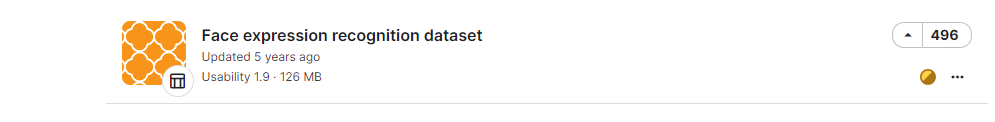 Face expression recognition dataset
496
Updated 5 years ago
Usability 1.9 · 126 MB